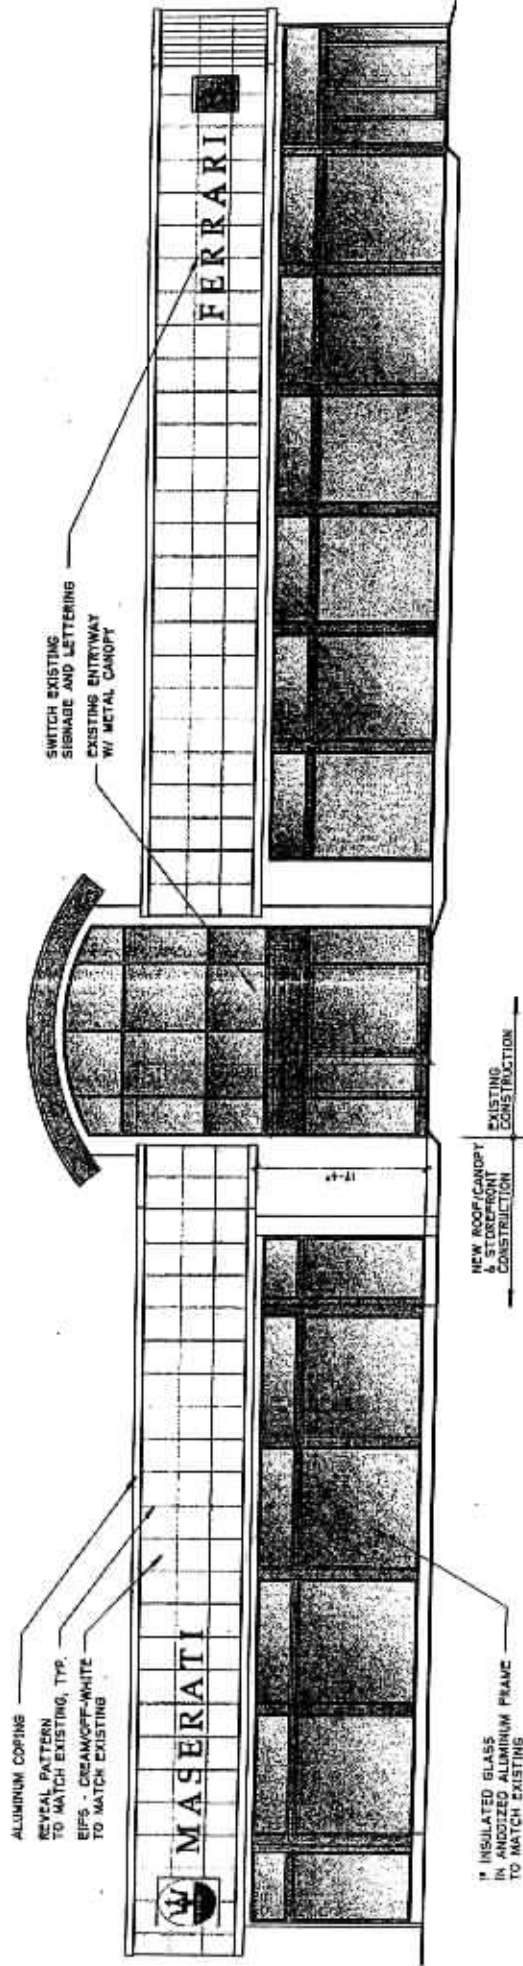 ALUMINUM COPING
REVEAL PATTERN
TO MATCH EXISTING, TYP.
EIFS - CREAM/OFF-WHITE
TO MATCH EXISTING
SWITCH EXISTING
SIGNAGE AND LETTERING
EXISTING ENTRYWAY
W/ METAL CANOPY
MASERATI
FERRARI
1" INSULATED GLASS
IN ANODIZED ALUMINUM FRAME
TO MATCH EXISTING
NEW ROOF/CANOPY
& STOREFRONT
CONSTRUCTION
EXISTING
CONSTRUCTION